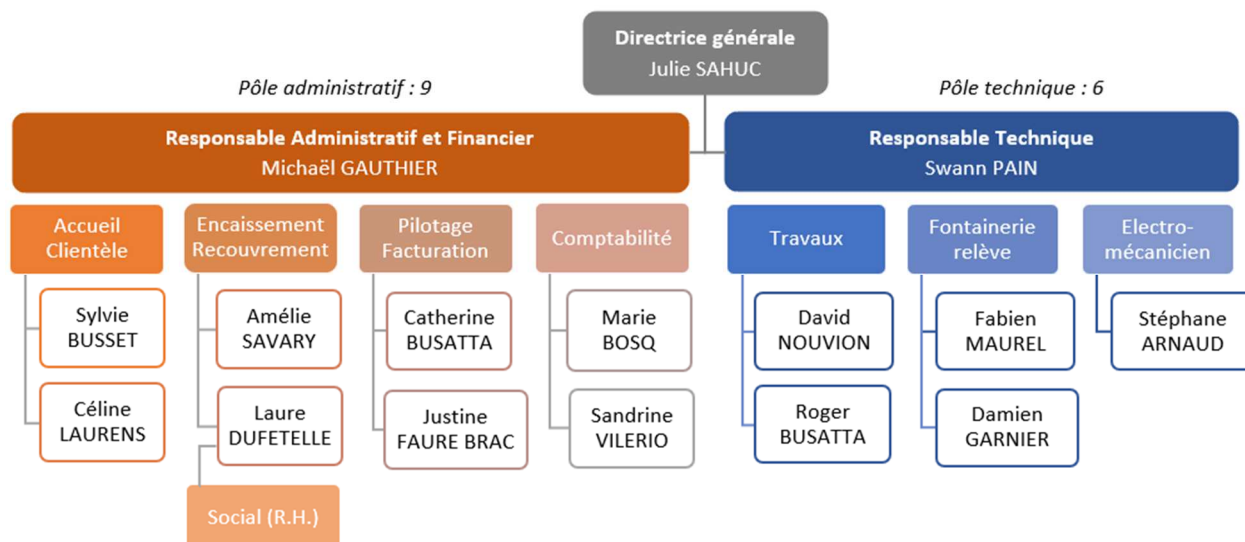 Directrice générale
Julie SAHUC
Pôle administratif : 9
Pôle technique : 6
Responsable Administratif et Financier
Michaël GAUTHIER
Responsable Technique
Swann PAIN
Accueil
Clientèle
Encaissement
Recouvrement
Pilotage
Facturation
Comptabilité
Travaux
Fontainerie
relève
Electro-
mécanicien
Sylvie
BUSSET
Amélie
SAVARY
Catherine
BUSATTA
Marie
BOSQ
David
NOUVION
Fabien
MAUREL
Stéphane
ARNAUD
Céline
LAURENS
Laure
DUFETELLE
Justine
FAURE BRAC
Sandrine
VILERIO
Roger
BUSATTA
Damien
GARNIER
Social (R.H.)